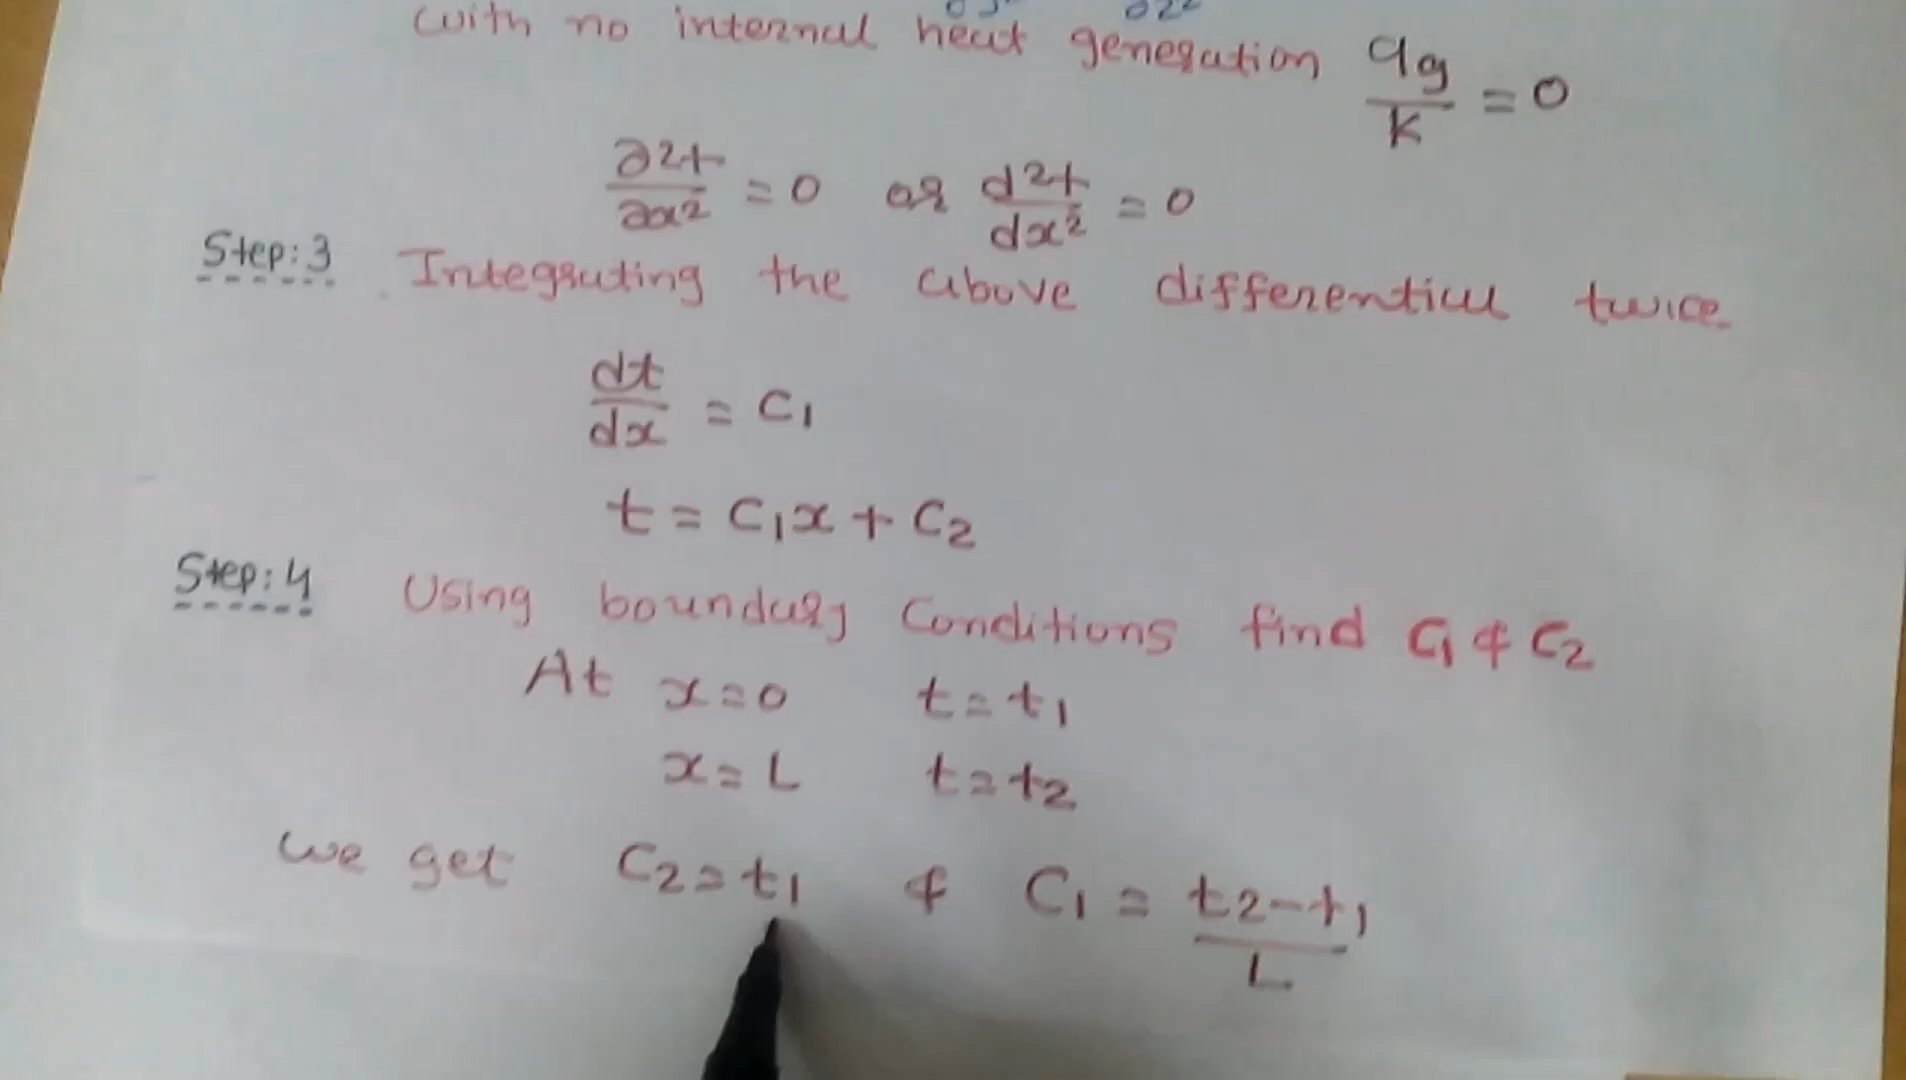 with no internal heat generation qg/k = 0
∂2t/∂x2 = 0 or d2t/dx2 = 0
Step:3 Integrating the above differential twice.
dt/dx = C1
t = C1x + C2
Step:4 Using boundary Conditions find C1 & C2
At x=0 t=t1
x=L t=t2
we get C2=t1 & C1 = t2-t1/L